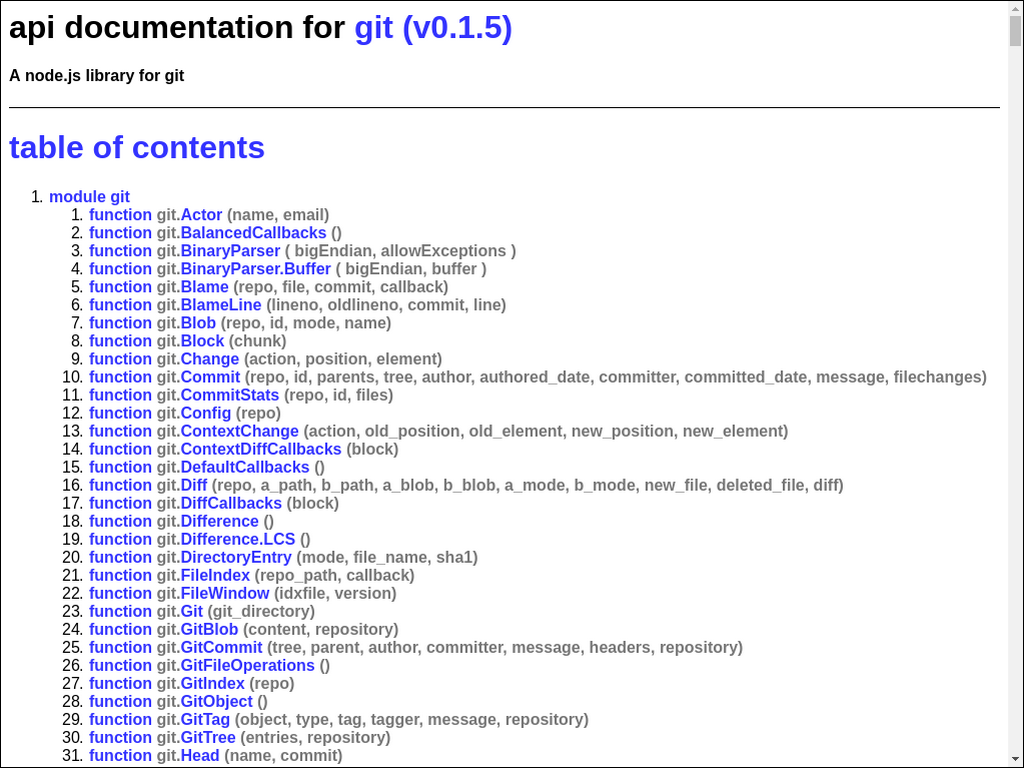 api documentation for git (v0.1.5)
A node.js library for git
table of contents
1. module git
1. function git.Actor (name, email)
2. function git.BalancedCallbacks ()
3. function git.BinaryParser ( bigEndian, allowExceptions )
4. function git.BinaryParser.Buffer ( bigEndian, buffer )
5. function git.Blame (repo, file, commit, callback)
6. function git.BlameLine (lineno, oldlineno, commit, line)
7. function git.Blob (repo, id, mode, name)
8. function git.Block (chunk)
9. function git.Change (action, position, element)
10. function git.Commit (repo, id, parents, tree, author, authored_date, committer, committed_date, message, filechanges)
11. function git.CommitStats (repo, id, files)
12. function git.Config (repo)
13. function git.ContextChange (action, old_position, old_element, new_position, new_element)
14. function git.ContextDiffCallbacks (block)
15. function git.DefaultCallbacks ()
16. function git.Diff (repo, a_path, b_path, a_blob, b_blob, a_mode, b_mode, new_file, deleted_file, diff)
17. function git.DiffCallbacks (block)
18. function git.Difference ()
19. function git.Difference.LCS ()
20. function git.DirectoryEntry (mode, file_name, sha1)
21. function git.FileIndex (repo_path, callback)
22. function git.FileWindow (idxfile, version)
23. function git.Git (git_directory)
24. function git.GitBlob (content, repository)
25. function git.GitCommit (tree, parent, author, committer, message, headers, repository)
26. function git.GitFileOperations ()
27. function git.GitIndex (repo)
28. function git.GitObject ()
29. function git.GitTag (object, type, tag, tagger, message, repository)
30. function git.GitTree (entries, repository)
31. function git.Head (name, commit)